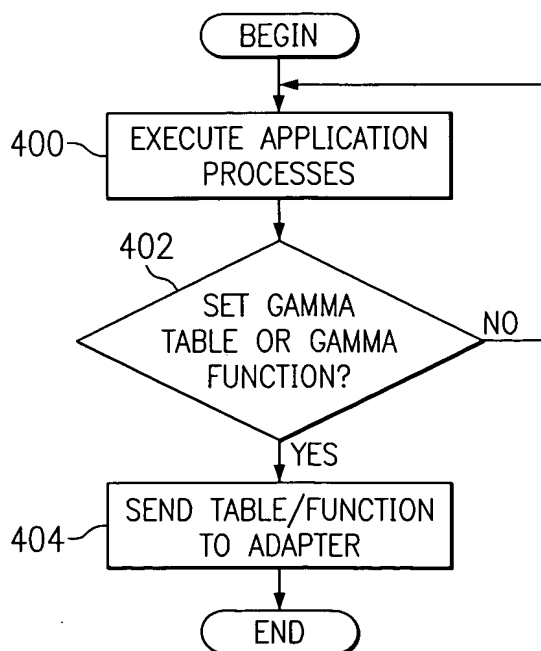 BEGIN
400
EXECUTE APPLICATION
PROCESSES
402
SET GAMMA
TABLE OR GAMMA
FUNCTION?
NO
YES
404
SEND TABLE/FUNCTION
TO ADAPTER
END